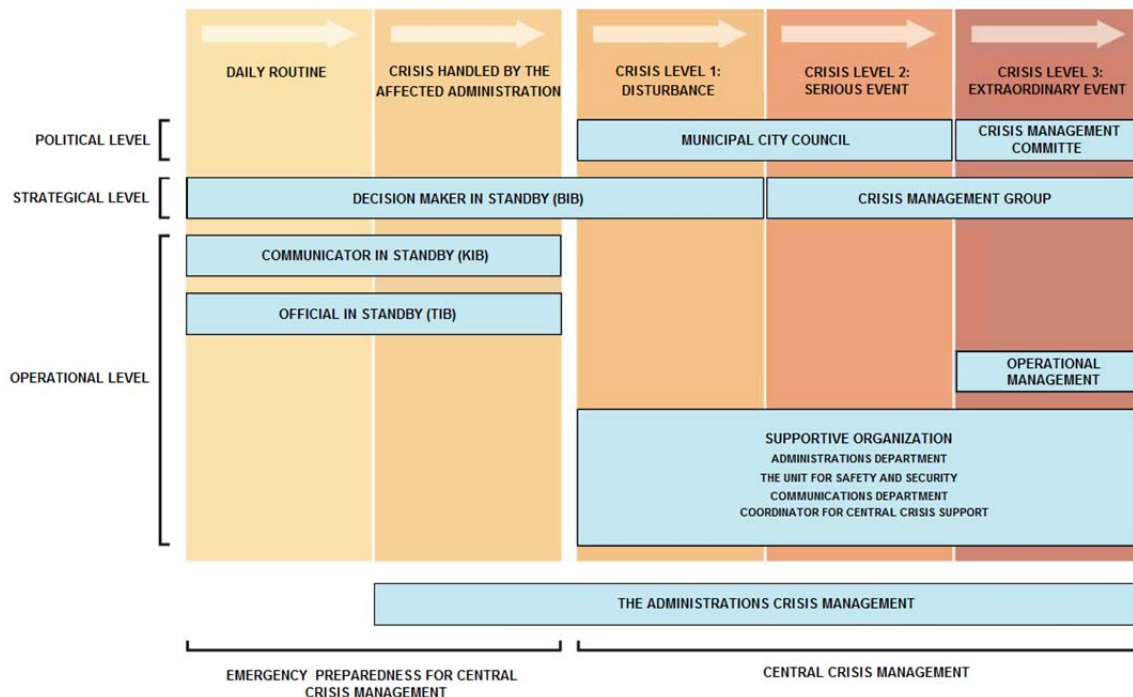 DAILY ROUTINE
CRISIS HANDLED BY THE
AFFECTED ADMINISTRATION
CRISIS LEVEL 1:
DISTURBANCE
CRISIS LEVEL 2:
SERIOUS EVENT
CRISIS LEVEL 3:
EXTRAORDINARY EVENT
POLITICAL LEVEL
MUNICIPAL CITY COUNCIL
CRISIS MANAGEMENT
COMMITTE
STRATEGICAL LEVEL
DECISION MAKER IN STANDBY (BIB)
CRISIS MANAGEMENT GROUP
OPERATIONAL LEVEL
COMMUNICATOR IN STANDBY (KIB)
OFFICIAL IN STANDBY (TIB)
OPERATIONAL
MANAGEMENT
SUPPORTIVE ORGANIZATION
ADMINISTRATIONS DEPARTMENT
THE UNIT FOR SAFETY AND SECURITY
COMMUNICATIONS DEPARTMENT
COORDINATOR FOR CENTRAL CRISIS SUPPORT
THE ADMINISTRATIONS CRISIS MANAGEMENT
EMERGENCY PREPAREDNESS FOR CENTRAL
CRISIS MANAGEMENT
CENTRAL CRISIS MANAGEMENT